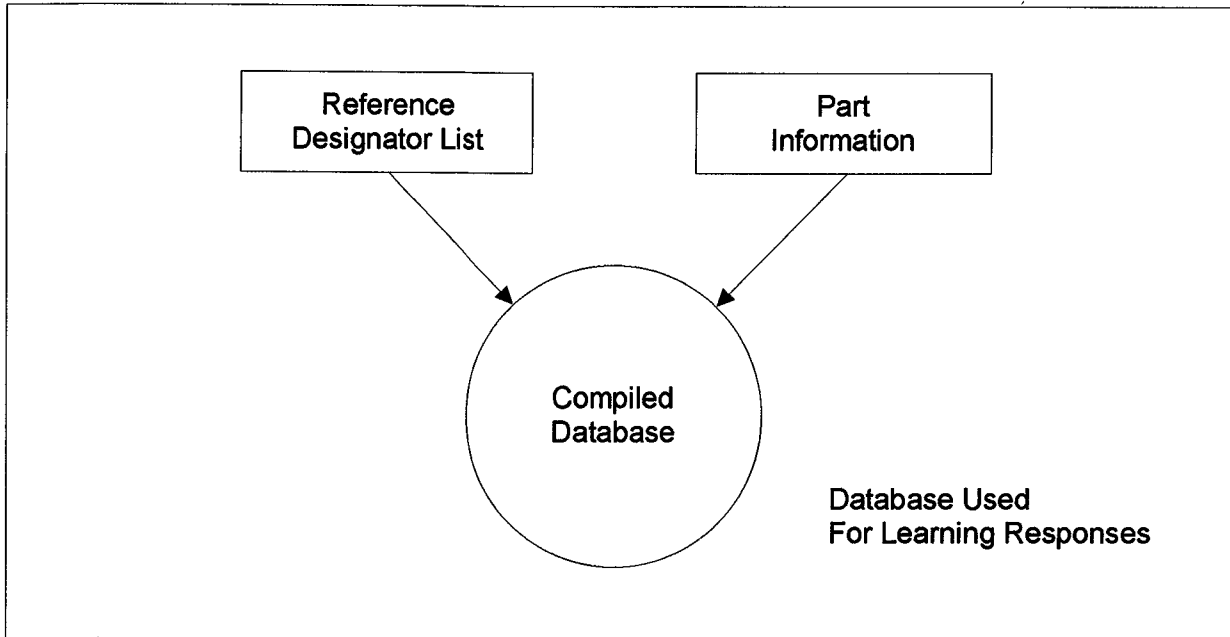 Reference
Designator List
Part
Information
Compiled
Database
Database Used
For Learning Responses